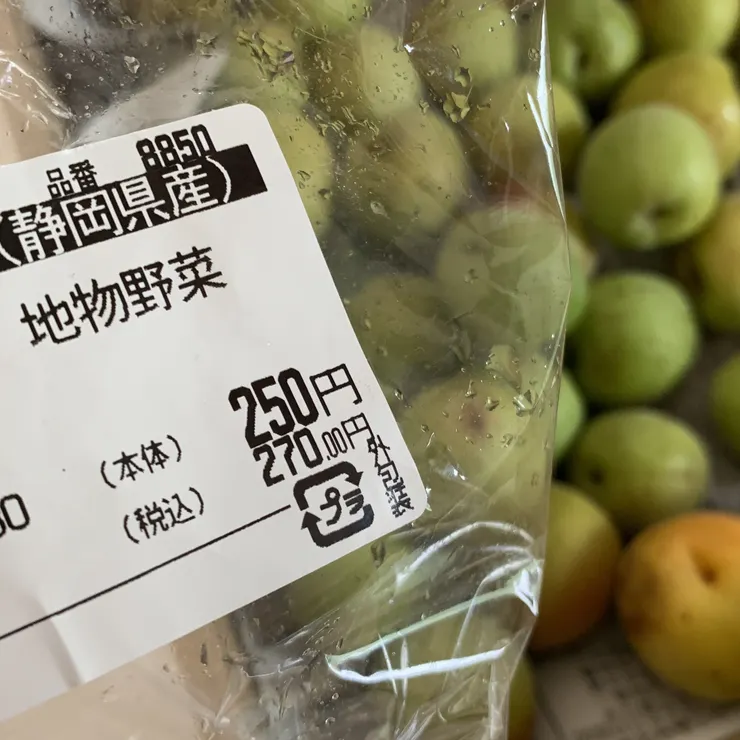 品番 8850
（静岡県産）
地物野菜
250円
（本体）
270.00円
（税込）
プラ
外包装